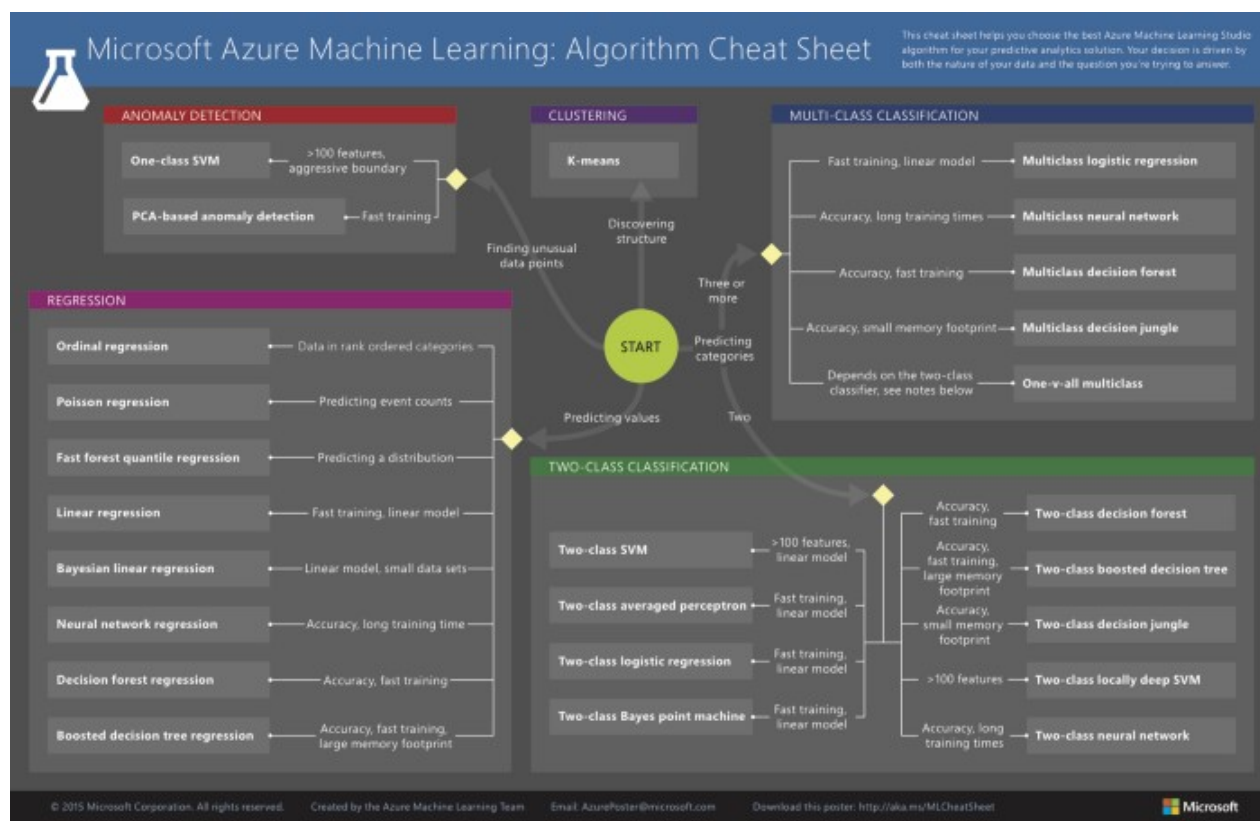 Microsoft Azure Machine Learning: Algorithm Cheat Sheet
This cheat sheet helps you choose the best Azure Machine Learning Studio
algorithm for your predictive analytics solution. Your decision is driven by
both the nature of your data and the question you're trying to answer.
ANOMALY DETECTION
One-class SVM
>100 features,
aggressive boundary
PCA-based anomaly detection
Fast training
CLUSTERING
K-means
Discovering
structure
Finding unusual
data points
MULTI-CLASS CLASSIFICATION
Fast training, linear model
Multiclass logistic regression
Accuracy, long training times
Multiclass neural network
Accuracy, fast training
Multiclass decision forest
Accuracy, small memory footprint
Multiclass decision jungle
Depends on the two-class
classifier, see notes below
One-v-all multiclass
Three or
more
START
Predicting
categories
Predicting values
Two
REGRESSION
Ordinal regression
Data in rank ordered categories
Poisson regression
Predicting event counts
Fast forest quantile regression
Predicting a distribution
Linear regression
Fast training, linear model
Bayesian linear regression
Linear model, small data sets
Neural network regression
Accuracy, long training time
Decision forest regression
Accuracy, fast training
Boosted decision tree regression
Accuracy, fast training,
large memory footprint
TWO-CLASS CLASSIFICATION
Two-class SVM
>100 features,
linear model
Two-class averaged perceptron
Fast training,
linear model
Two-class logistic regression
Fast training,
linear model
Two-class Bayes point machine
Fast training,
linear model
Accuracy,
fast training
Two-class decision forest
Accuracy,
fast training,
large memory
footprint
Two-class boosted decision tree
Accuracy,
small memory
footprint
Two-class decision jungle
>100 features
Two-class locally deep SVM
Accuracy, long
training times
Two-class neural network
© 2015 Microsoft Corporation. All rights reserved.
Created by the Azure Machine Learning Team
Email: AzurePoster@microsoft.com
Download this poster: http://aka.ms/MLCheatSheet
Microsoft